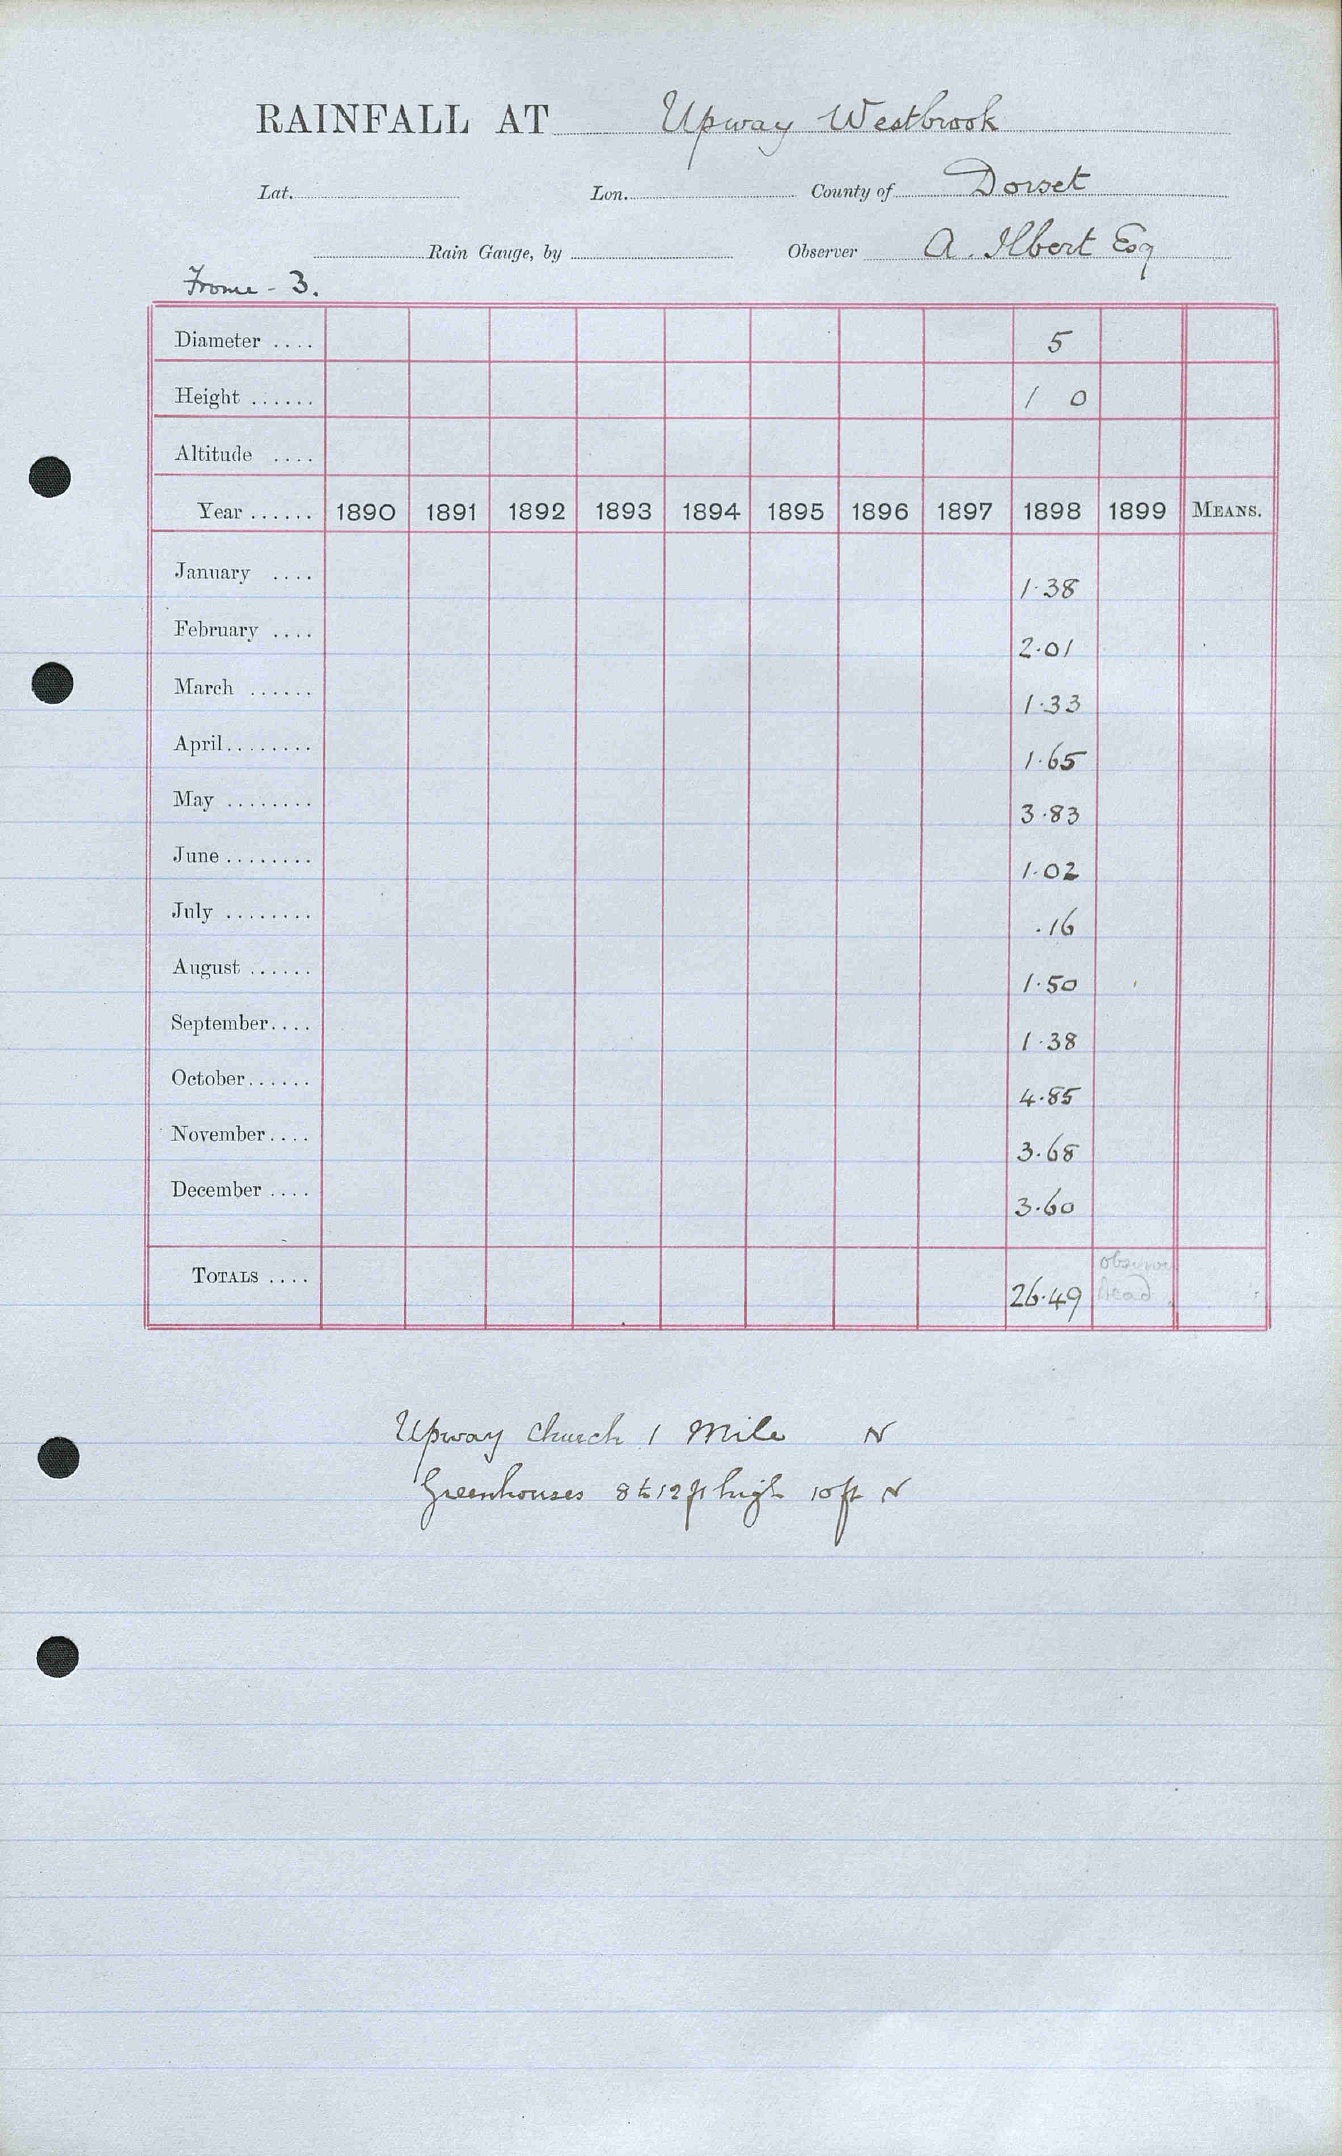 RAINFALL AT Upway Westbrook
Lat. Lon. County of Dorset
Rain Gauge, by Observer A. Ilbert Esq
Frome - 3.
Diameter .... 5
Height ...... 1 0
Altitude ....
Year ...... 1890 1891 1892 1893 1894 1895 1896 1897 1898 1899 MEANS.
January .... 1.38
February .... 2.01
March ...... 1.33
April........ 1.65
May ........ 3.83
June ........ 1.02
July ........ .16
August ...... 1.50
September.... 1.38
October...... 4.85
November.... 3.68
December .... 3.60
TOTALS .... 26.49 observer dead
Upway Church 1 Mile N
Greenhouses 8 to 12 ft high 10 ft N